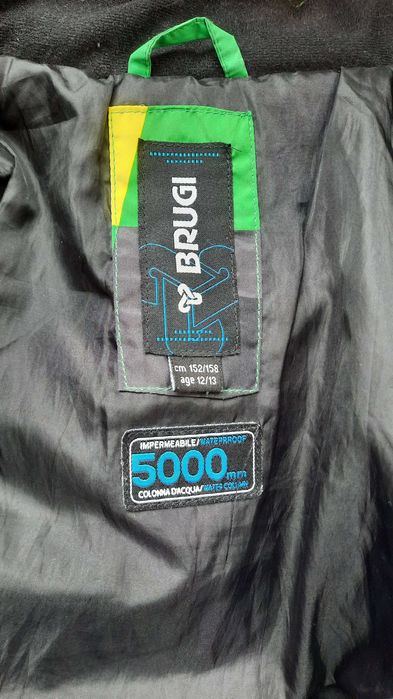 BRUGI
cm 152/158
age 12/13
IMPERMEABILE/WATERPROOF
5000mm
COLONNA D'ACQUA/WATER COLUMN